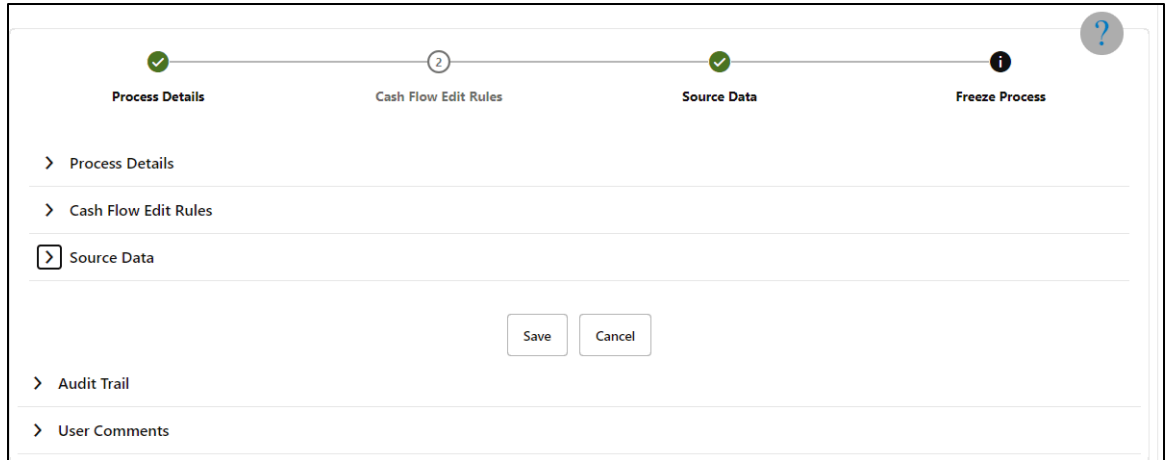 ?
2
i
Process Details
Cash Flow Edit Rules
Source Data
Freeze Process
Process Details
Cash Flow Edit Rules
Source Data
Save
Cancel
Audit Trail
User Comments